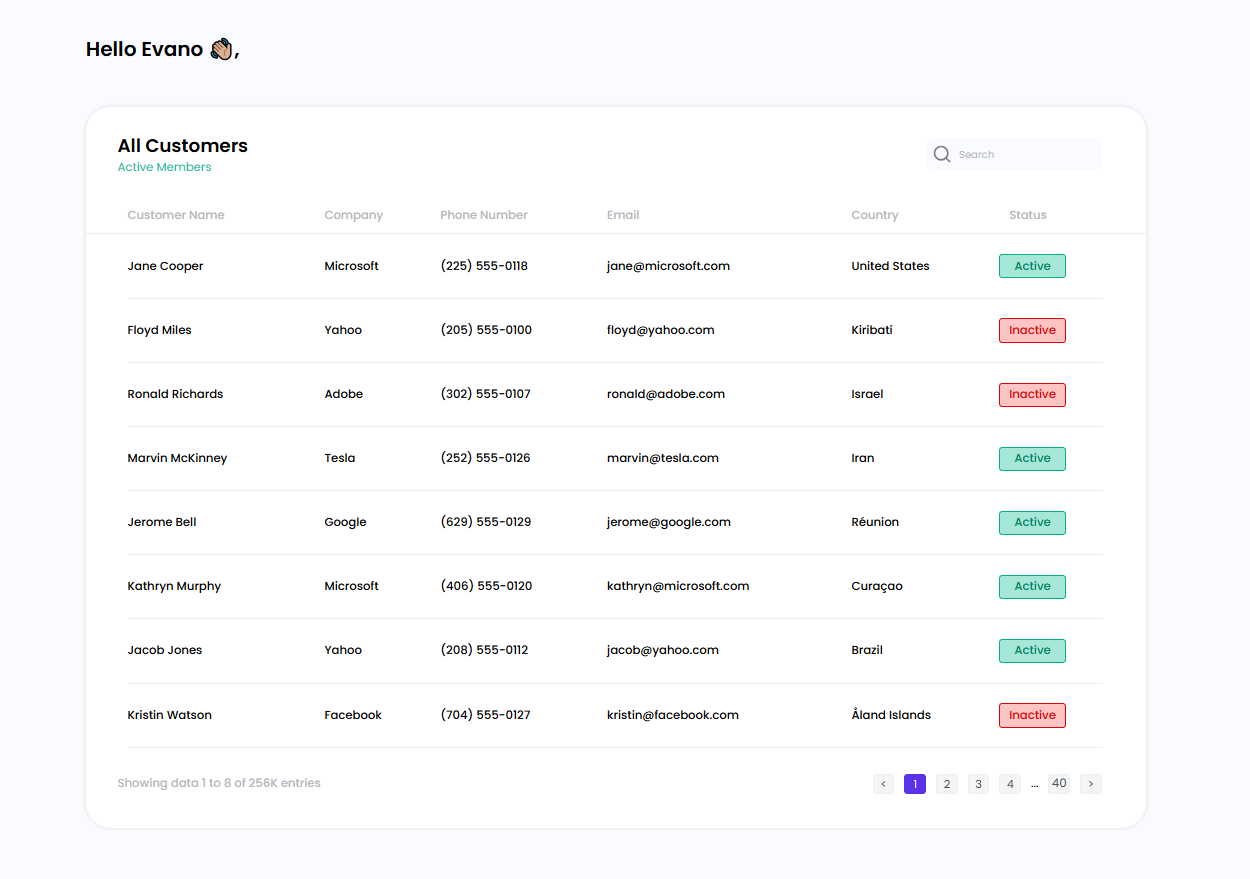 Hello Evano 👋🏼,
All Customers
Active Members
Search
Customer Name Company Phone Number Email Country Status
Jane Cooper Microsoft (225) 555-0118 jane@microsoft.com United States Active
Floyd Miles Yahoo (205) 555-0100 floyd@yahoo.com Kiribati Inactive
Ronald Richards Adobe (302) 555-0107 ronald@adobe.com Israel Inactive
Marvin McKinney Tesla (252) 555-0126 marvin@tesla.com Iran Active
Jerome Bell Google (629) 555-0129 jerome@google.com Réunion Active
Kathryn Murphy Microsoft (406) 555-0120 kathryn@microsoft.com Curaçao Active
Jacob Jones Yahoo (208) 555-0112 jacob@yahoo.com Brazil Active
Kristin Watson Facebook (704) 555-0127 kristin@facebook.com Åland Islands Inactive
Showing data 1 to 8 of 256K entries ‹ 1 2 3 4 ... 40 ›